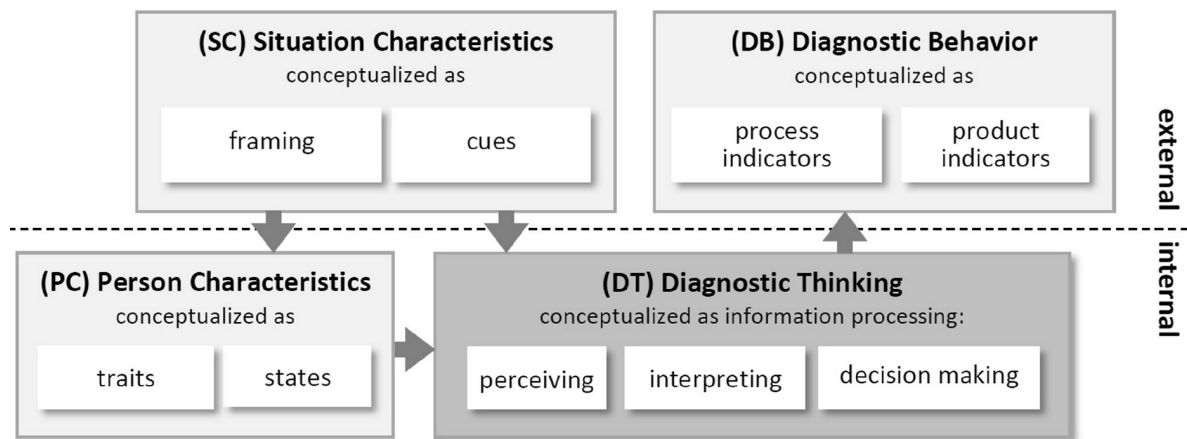 (SC) Situation Characteristics
conceptualized as
framing
cues
(DB) Diagnostic Behavior
conceptualized as
process
indicators
product
indicators
external
internal
(PC) Person Characteristics
conceptualized as
traits
states
(DT) Diagnostic Thinking
conceptualized as information processing:
perceiving
interpreting
decision making